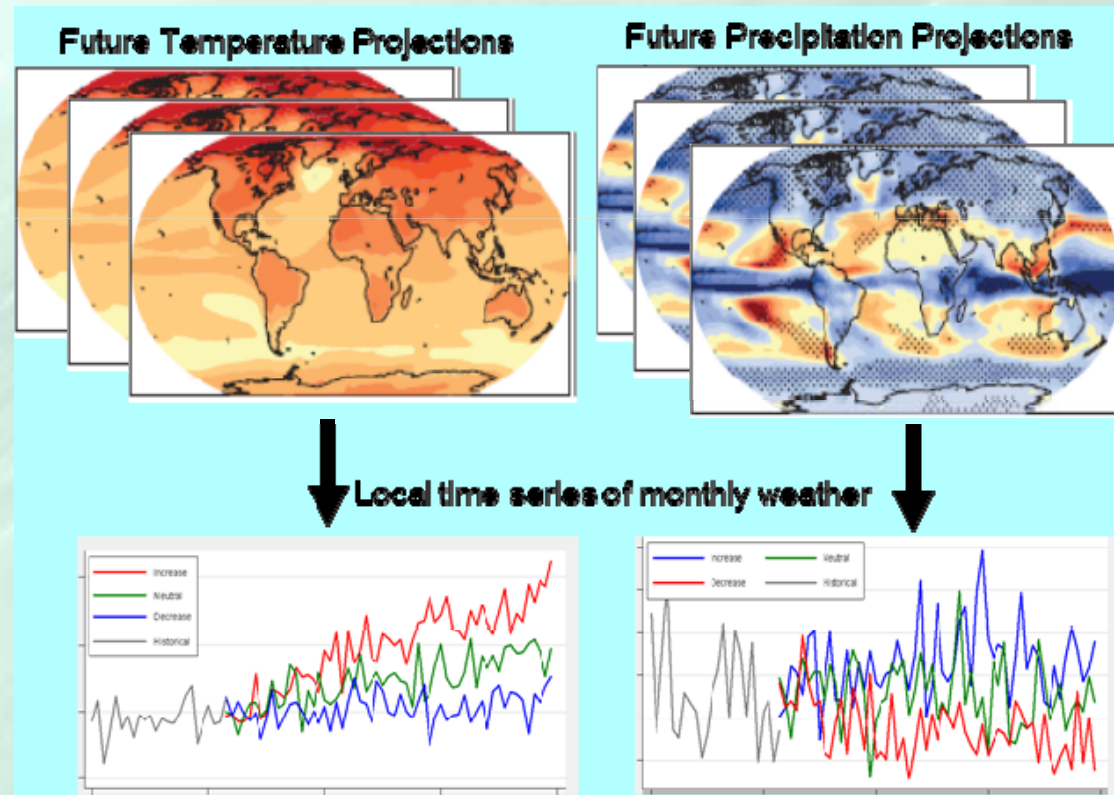 Future Temperature Projections
Future Precipitation Projections
Local time series of monthly weather
Increase
Neutral
Decrease
Historical
Increase
Neutral
Decrease
Historical